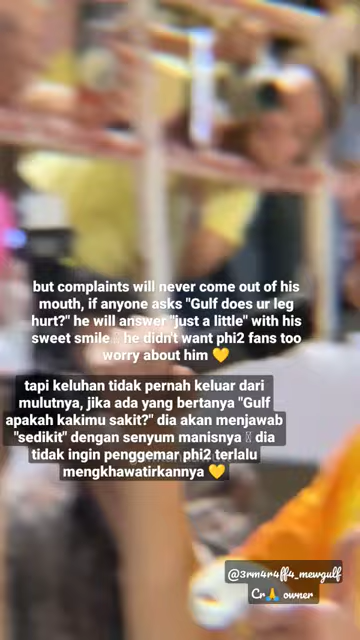 but complaints will never come out of his
mouth, if anyone asks "Gulf does ur leg
hurt?" he will answer "just a little" with his
sweet smile .. he didn't want phi2 fans too
worry about him 💛
tapi keluhan tidak pernah keluar dari
mulutnya, jika ada yang bertanya "Gulf
apakah kakimu sakit?" dia akan menjawab
"sedikit" dengan senyum manisnya 🥺 dia
tidak ingin penggemar phi2 terlalu
mengkhawatirkannya 💛
@3rm4r4ff4_mewgulf
Cr🙏 owner